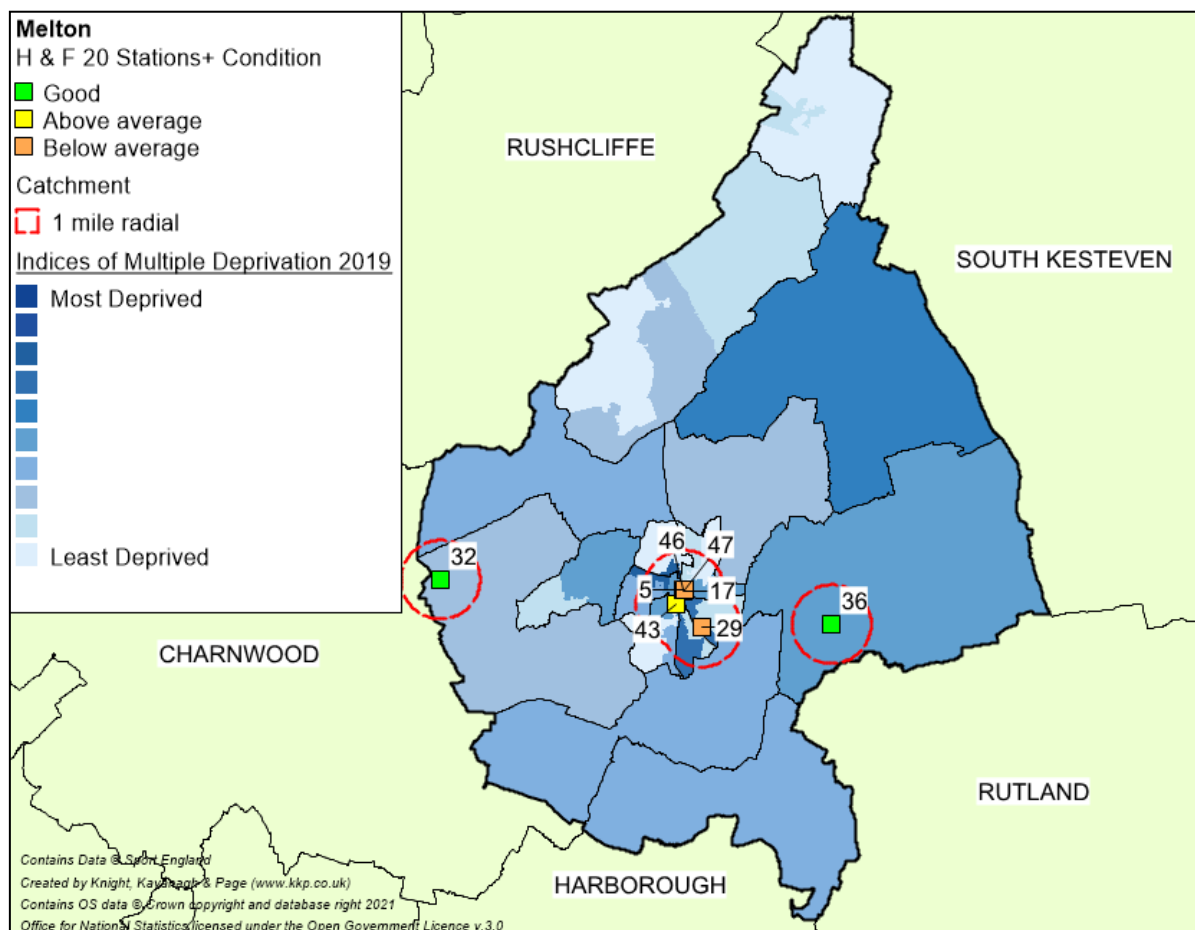 Melton
H & F 20 Stations+ Condition
Good
Above average
Below average
Catchment
1 mile radial
Indices of Multiple Deprivation 2019
Most Deprived
Least Deprived
RUSHCLIFFE
SOUTH KESTEVEN
32
46
47
5
17
36
43
29
CHARNWOOD
RUTLAND
HARBOROUGH
Contains Data © Sport England
Created by Knight, Kavanagh & Page (www.kkp.co.uk)
Contains OS data © Crown copyright and database right 2021
Office for National Statistics licensed under the Open Government Licence v.3.0